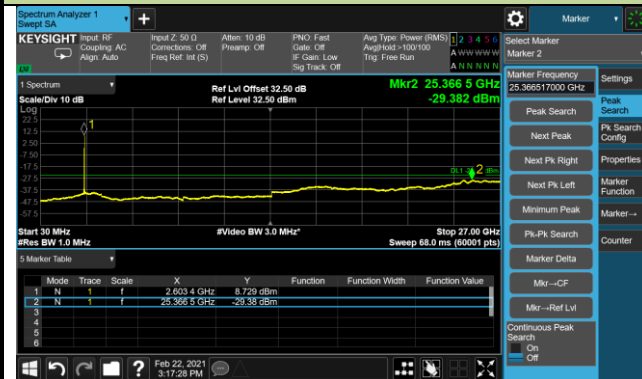 Spectrum Analyzer 1
Swept SA
+
Marker
KEYSIGHT
Input: RF
Coupling: AC
Align: Auto
Input Z: 50 Ω
Corrections: Off
Freq Ref: Int (S)
Atten: 10 dB
Preamp: Off
PNO: Fast
Gate: Off
IF Gain: Low
Sig Track: Off
Avg Type: Power (RMS)
Avg|Hold:>100/100
Trig: Free Run
1 2 3 4 5 6
A W W W W W
A N N N N N
Select Marker
Marker 2
1 Spectrum
Scale/Div 10 dB
Log
Ref Lvl Offset 32.50 dB
Ref Level 32.50 dBm
Mkr2 25.366 5 GHz
-29.382 dBm
22.5
12.5
2.50
-7.50
-17.5
-27.5
-37.5
-47.5
-57.5
1
2
Start 30 MHz
#Res BW 1.0 MHz
#Video BW 3.0 MHz*
Stop 27.00 GHz
Sweep 68.0 ms (60001 pts)
5 Marker Table
Mode Trace Scale X Y Function Function Width Function Value
1 N 1 f 2.603 4 GHz 8.729 dBm
2 N 1 f 25.366 5 GHz -29.38 dBm
3
4
5
6
Marker Frequency
25.366517000 GHz
Peak Search
Next Peak
Next Pk Right
Next Pk Left
Minimum Peak
Pk-Pk Search
Marker Delta
Mkr→CF
Mkr→Ref Lvl
Continuous Peak
Search
On
Off
Settings
Peak
Search
Pk Search
Config
Properties
Marker
Function
Marker→
Counter
?
Feb 22, 2021
3:17:28 PM